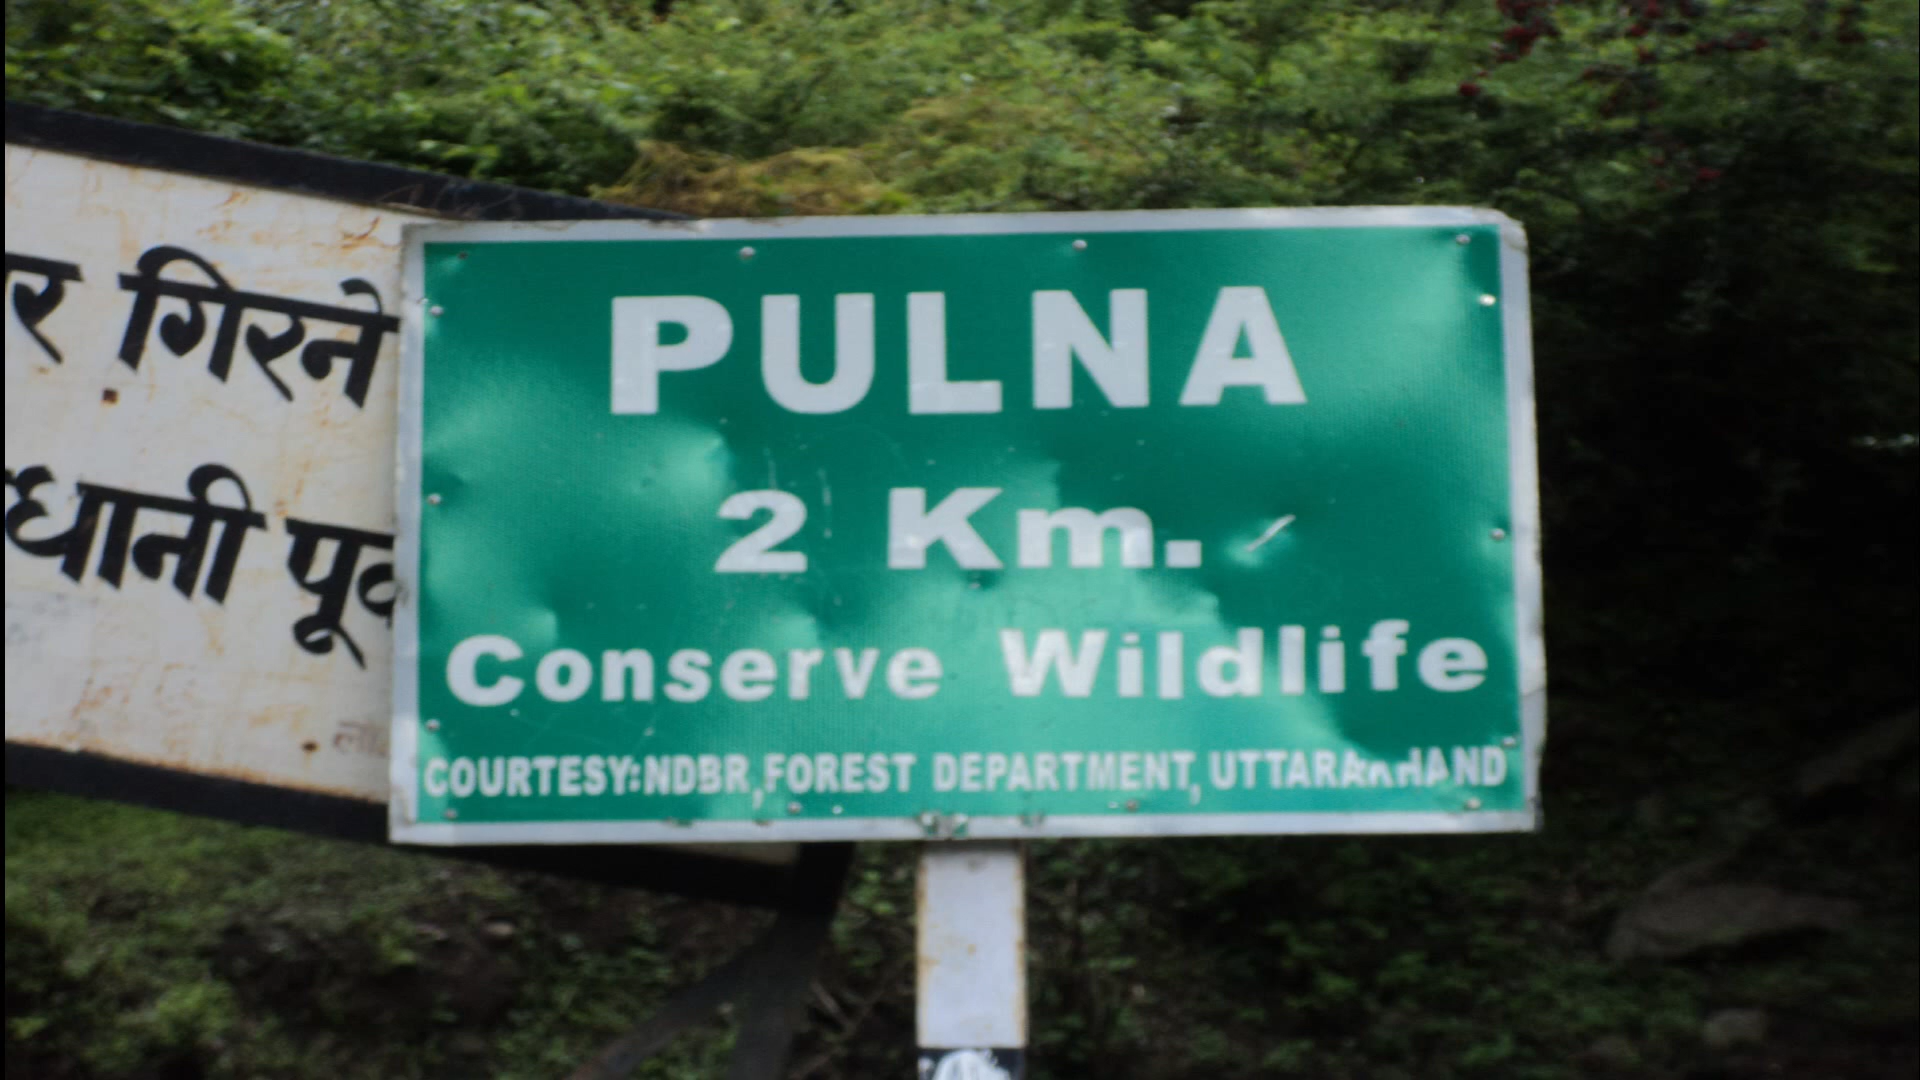 र गिरने
धानी पूर्व
PULNA
2 Km.
Conserve Wildlife
COURTESY:NDBR,FOREST DEPARTMENT, UTTARAKHAND